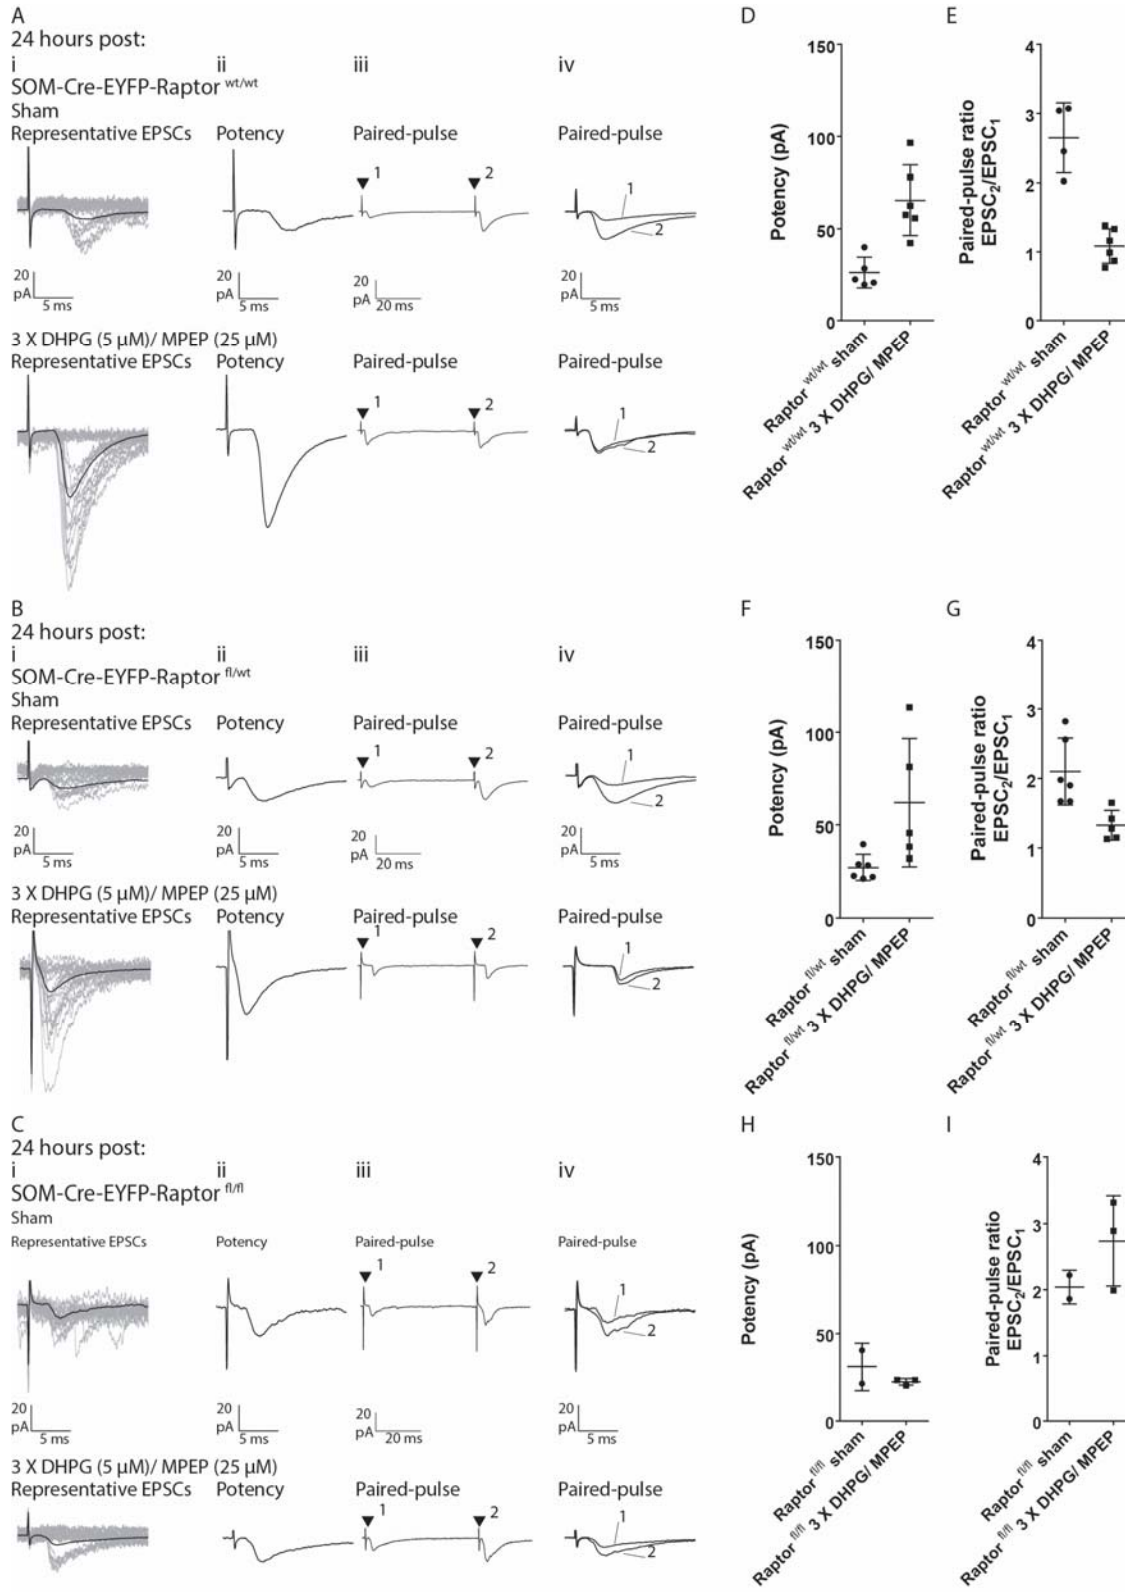 A
24 hours post:
i ii iii iv
SOM-Cre-EYFP-Raptor wt/wt
Sham
Representative EPSCs Potency Paired-pulse Paired-pulse
1 2 1 2
20 pA 5 ms 20 pA 5 ms 20 pA 20 ms 20 pA 5 ms
3 X DHPG (5 µM)/ MPEP (25 µM)
Representative EPSCs Potency Paired-pulse Paired-pulse
1 2 1 2
D
Potency (pA)
150
100
50
0
Raptor wt/wt sham
Raptor wt/wt 3 X DHPG/ MPEP
E
Paired-pulse ratio
EPSC2/EPSC1
4
3
2
1
0
Raptor wt/wt sham
Raptor wt/wt 3 X DHPG/ MPEP
B
24 hours post:
i ii iii iv
SOM-Cre-EYFP-Raptor fl/wt
Sham
Representative EPSCs Potency Paired-pulse Paired-pulse
1 2 1 2
20 pA 5 ms 20 pA 5 ms 20 pA 20 ms 20 pA 5 ms
3 X DHPG (5 µM)/ MPEP (25 µM)
Representative EPSCs Potency Paired-pulse Paired-pulse
1 2 1 2
F
Potency (pA)
150
100
50
0
Raptor fl/wt sham
Raptor fl/wt 3 X DHPG/ MPEP
G
Paired-pulse ratio
EPSC2/EPSC1
4
3
2
1
0
Raptor fl/wt sham
Raptor fl/wt 3 X DHPG/ MPEP
C
24 hours post:
i ii iii iv
SOM-Cre-EYFP-Raptor fl/fl
Sham
Representative EPSCs Potency Paired-pulse Paired-pulse
1 2 1 2
20 pA 5 ms 20 pA 5 ms 20 pA 20 ms 20 pA 5 ms
3 X DHPG (5 µM)/ MPEP (25 µM)
Representative EPSCs Potency Paired-pulse Paired-pulse
1 2 1 2
H
Potency (pA)
150
100
50
0
Raptor fl/fl sham
Raptor fl/fl 3 X DHPG/ MPEP
I
Paired-pulse ratio
EPSC2/EPSC1
4
3
2
1
0
Raptor fl/fl sham
Raptor fl/fl 3 X DHPG/ MPEP